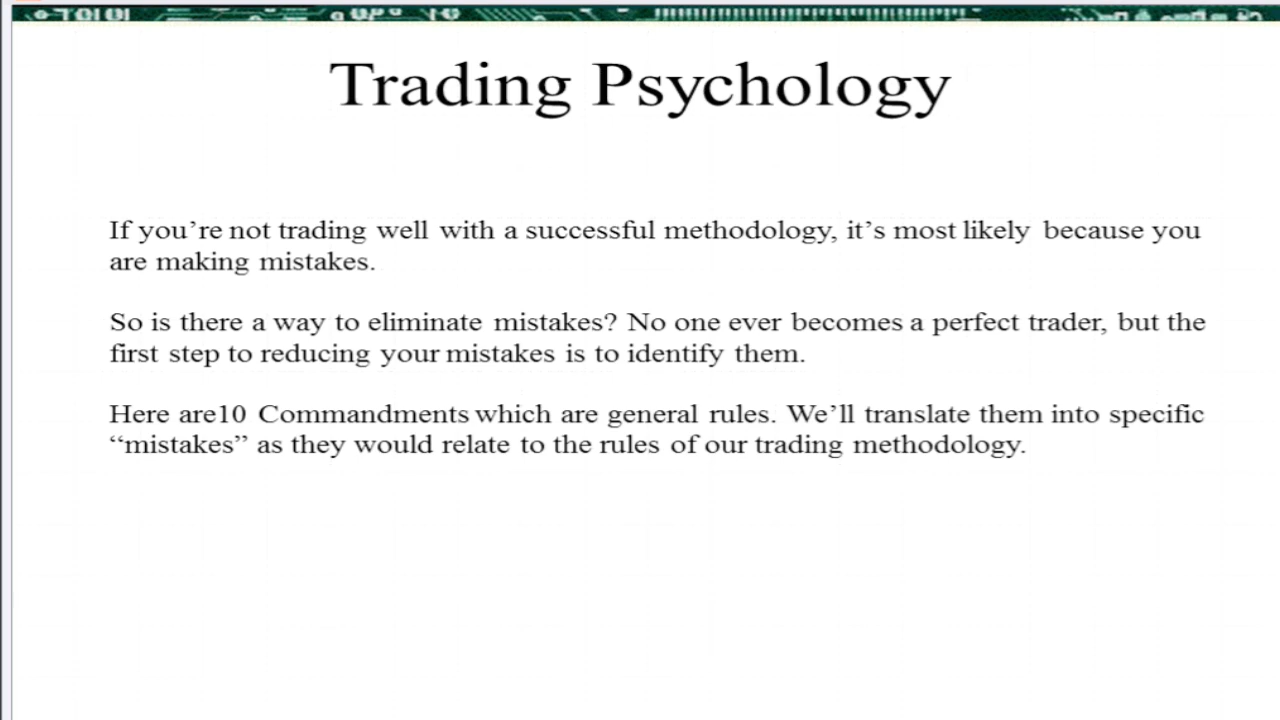 Trading Psychology
If you’re not trading well with a successful methodology, it’s most likely because you
are making mistakes.
So is there a way to eliminate mistakes? No one ever becomes a perfect trader, but the
first step to reducing your mistakes is to identify them.
Here are10 Commandments which are general rules. We’ll translate them into specific
“mistakes” as they would relate to the rules of our trading methodology.